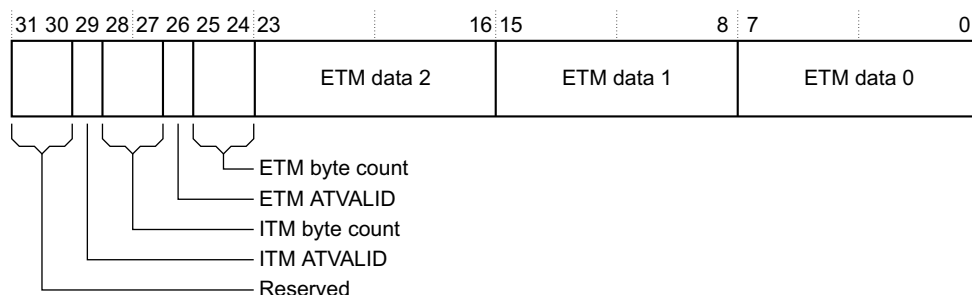 31 30 29 28 27 26 25 24 23 16 15 8 7 0
ETM data 2 ETM data 1 ETM data 0
ETM byte count
ETM ATVALID
ITM byte count
ITM ATVALID
Reserved